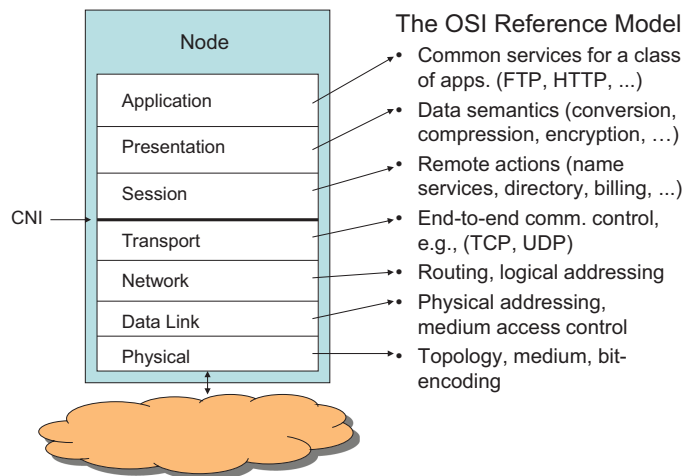 The OSI Reference Model
Node
Application
Presentation
Session
CNI
Transport
Network
Data Link
Physical
• Common services for a class
of apps. (FTP, HTTP, ...)
• Data semantics (conversion,
compression, encryption, …)
• Remote actions (name
services, directory, billing, ...)
• End-to-end comm. control,
e.g., (TCP, UDP)
• Routing, logical addressing
• Physical addressing,
medium access control
• Topology, medium, bit-
encoding